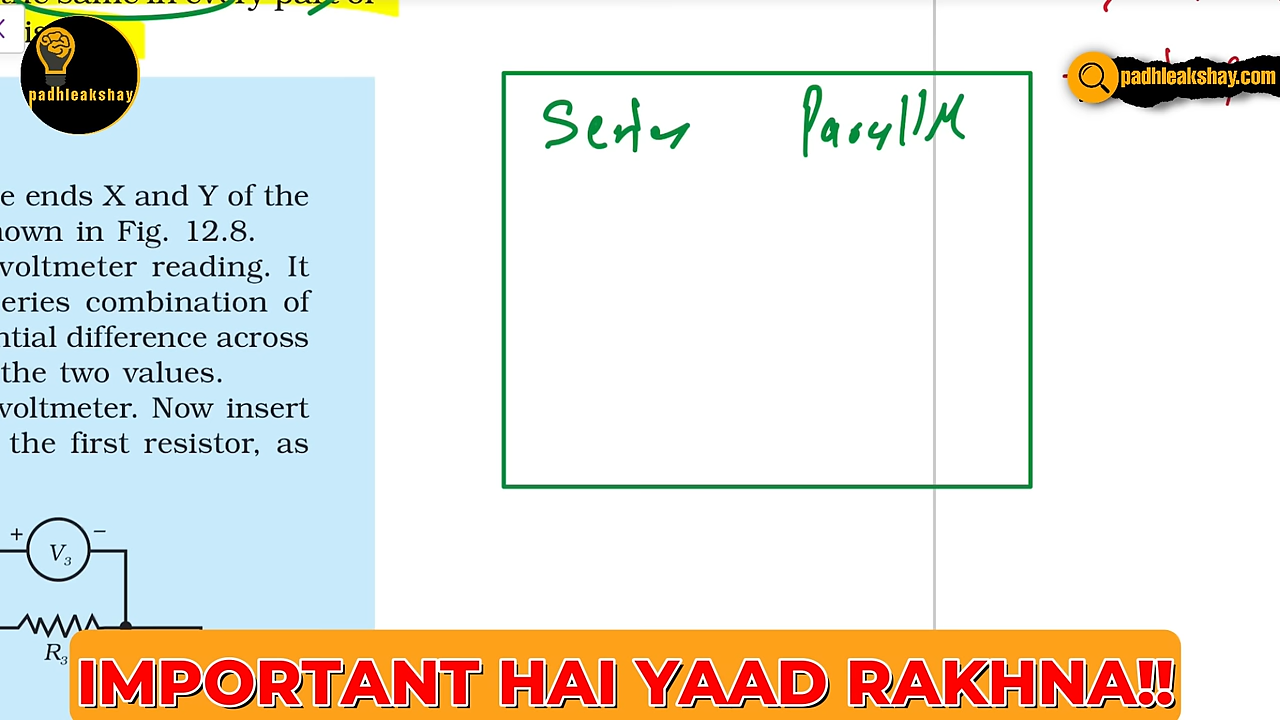 is
padhleakshay
padhleakshay.com
Series Parallel
e ends X and Y of the
own in Fig. 12.8.
voltmeter reading. It
eries combination of
ntial difference across
the two values.
voltmeter. Now insert
the first resistor, as
+ V₃ −
R₃
IMPORTANT HAI YAAD RAKHNA!!